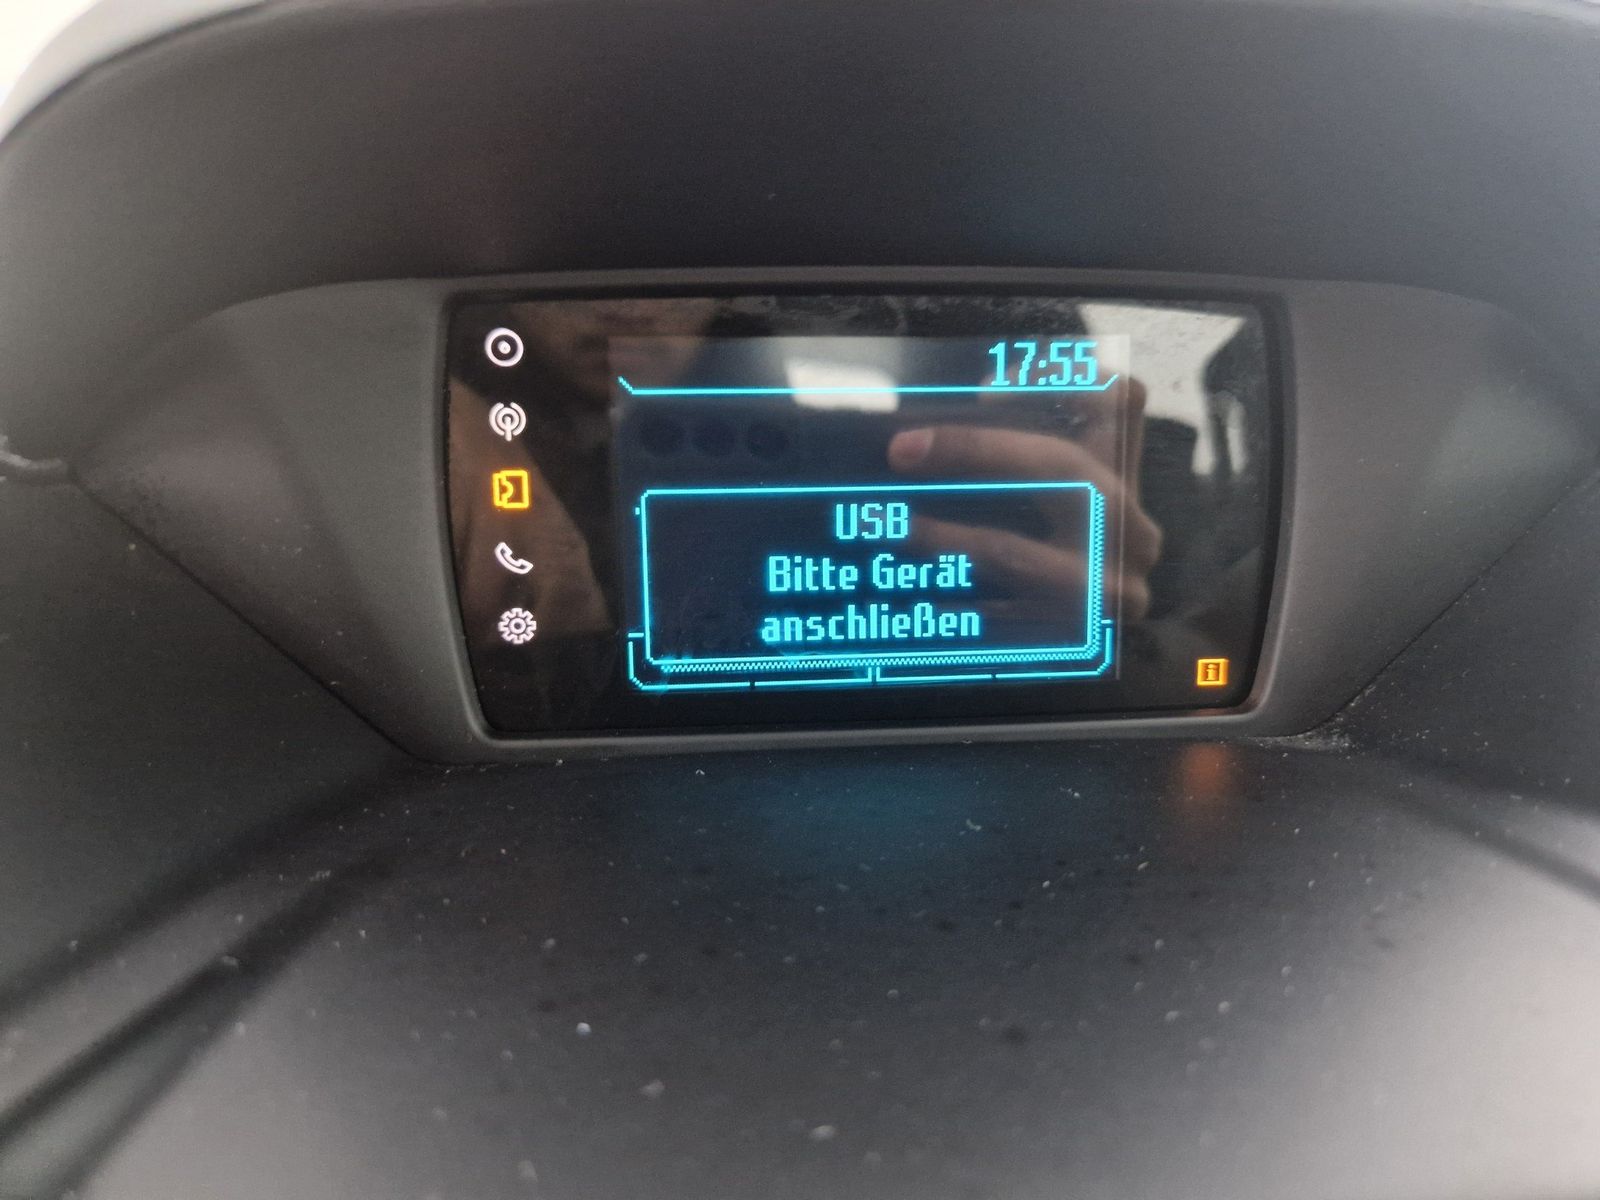 17:55
USB
Bitte Gerät
anschließen
i